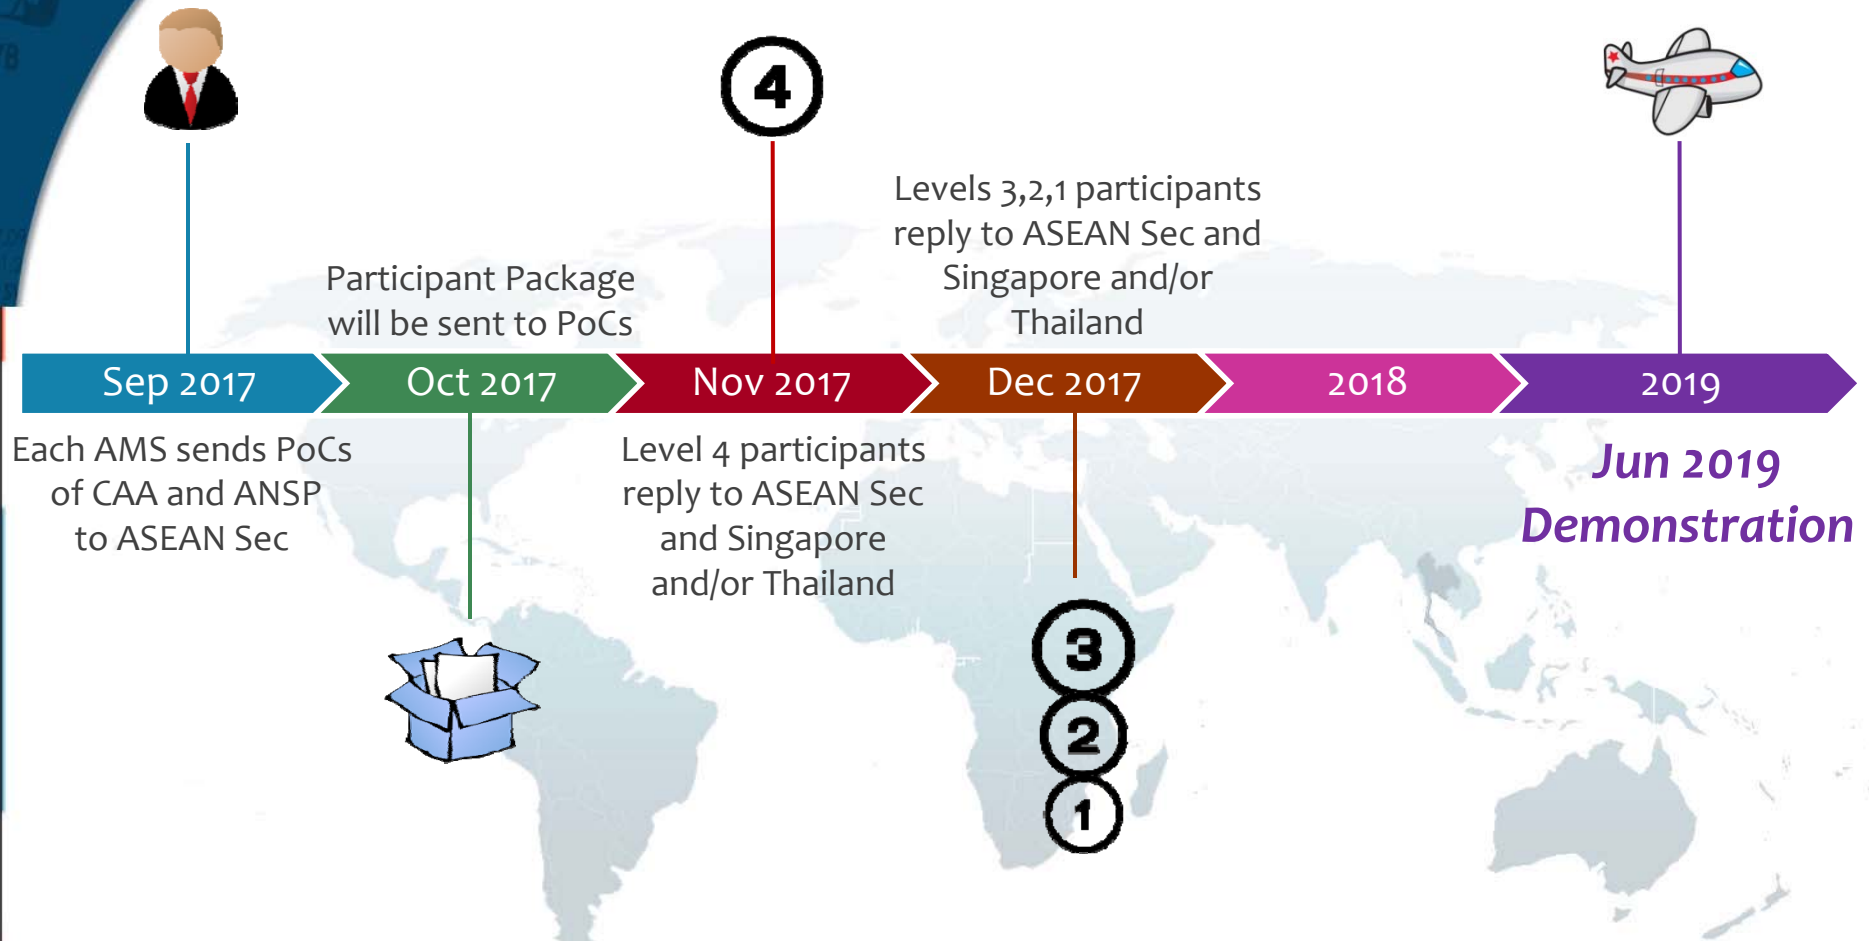 4
Levels 3,2,1 participants
reply to ASEAN Sec and
Singapore and/or
Thailand
Participant Package
will be sent to PoCs
Sep 2017
Oct 2017
Nov 2017
Dec 2017
2018
2019
Each AMS sends PoCs
of CAA and ANSP
to ASEAN Sec
Level 4 participants
reply to ASEAN Sec
and Singapore
and/or Thailand
Jun 2019
Demonstration
3
2
1